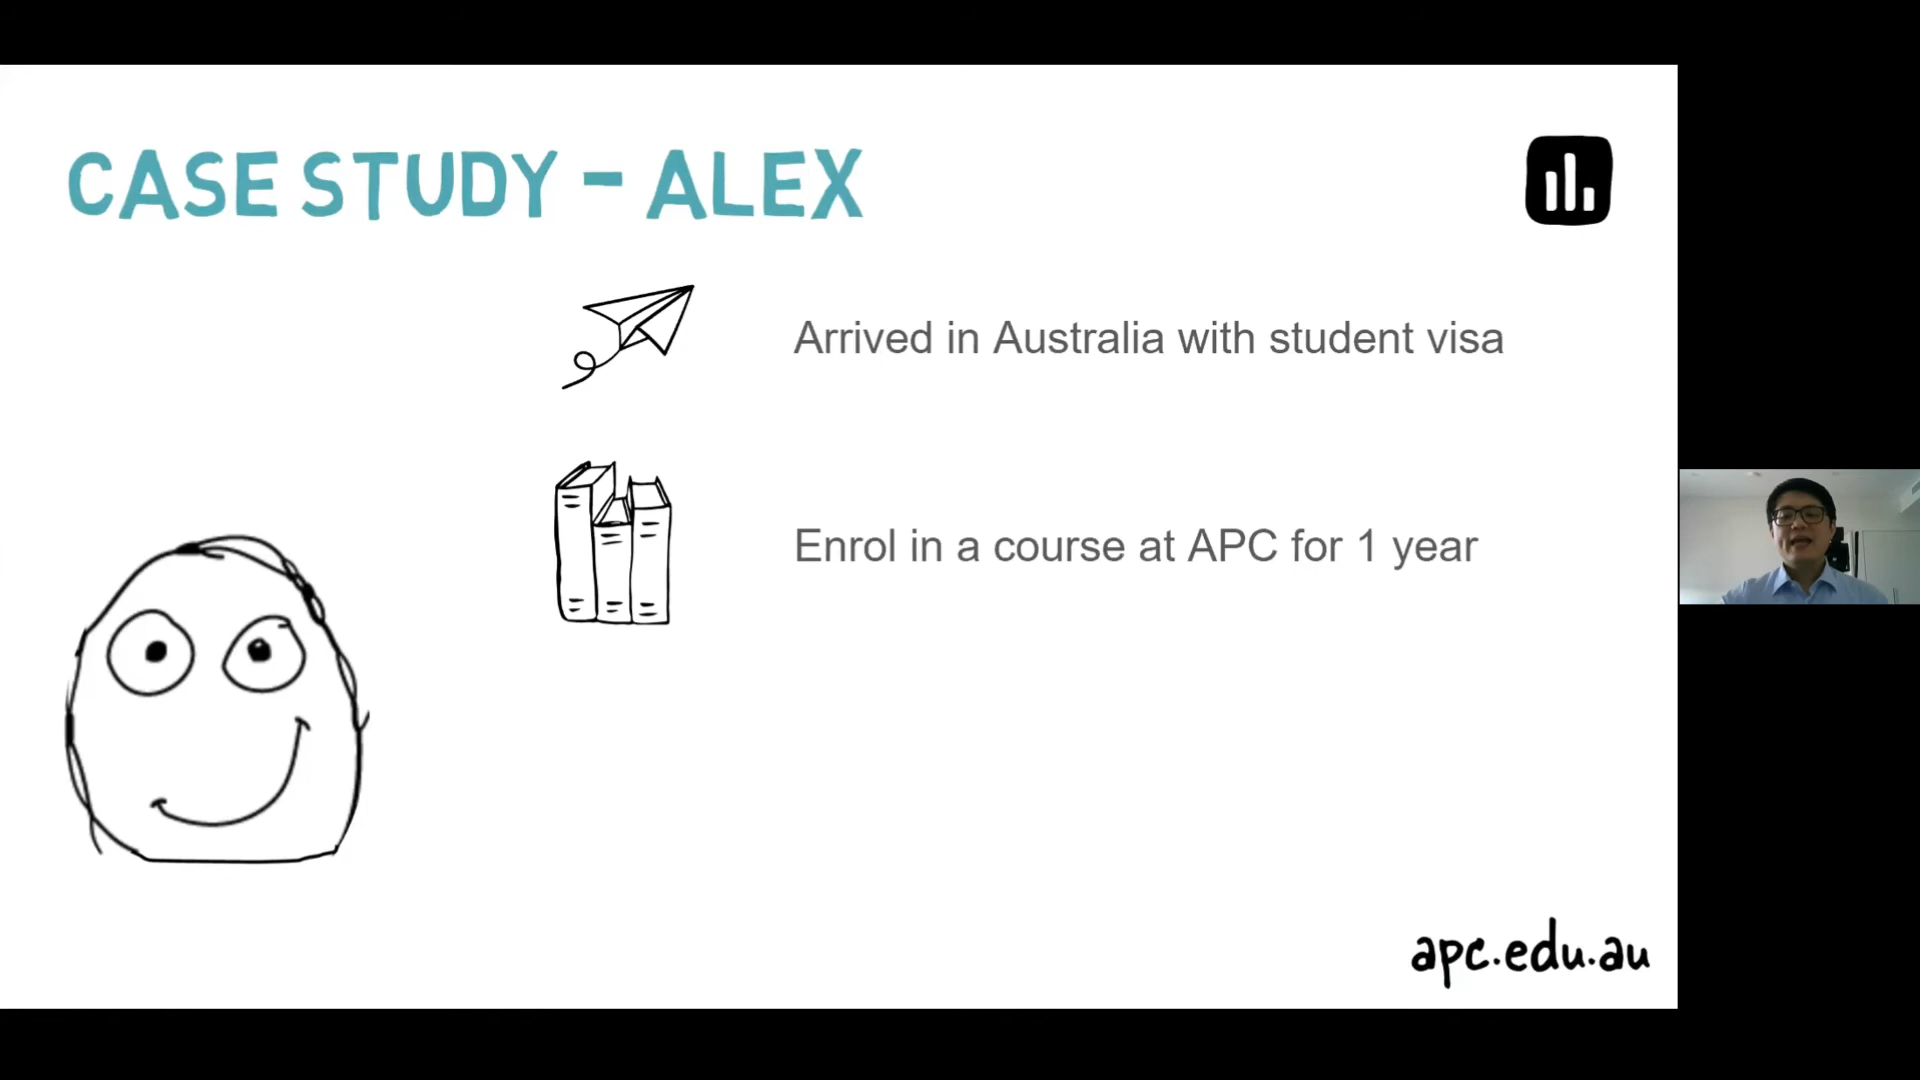 CASE STUDY - ALEX
Arrived in Australia with student visa
Enrol in a course at APC for 1 year
apc.edu.au